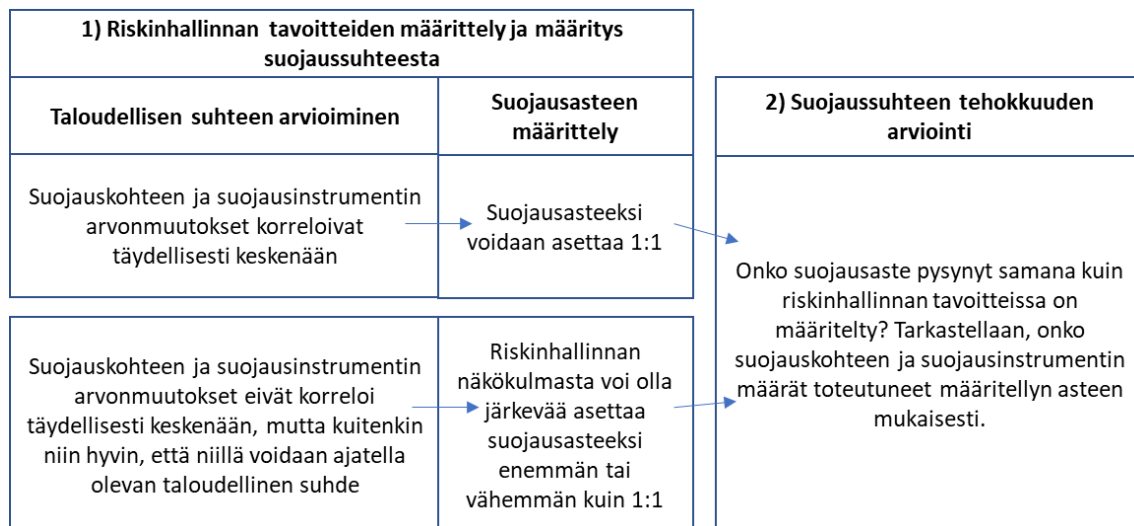 1) Riskinhallinnan tavoitteiden määrittely ja määritys
suojaussuhteesta
Taloudellisen suhteen arvioiminen
Suojausasteen
määrittely
2) Suojaussuhteen tehokkuuden
arviointi
Suojauskohteen ja suojausinstrumentin
arvonmuutokset korreloivat
täydellisesti keskenään
Suojausasteeksi
voidaan asettaa 1:1
Suojauskohteen ja suojausinstrumentin
arvonmuutokset eivät korreloi
täydellisesti keskenään, mutta kuitenkin
niin hyvin, että niillä voidaan ajatella
olevan taloudellinen suhde
Riskinhallinnan
näkökulmasta voi olla
järkevää asettaa
suojausasteeksi
enemmän tai
vähemmän kuin 1:1
Onko suojausaste pysynyt samana kuin
riskinhallinnan tavoitteissa on
määritelty? Tarkastellaan, onko
suojauskohteen ja suojausinstrumentin
määrät toteutuneet määritellyn asteen
mukaisesti.